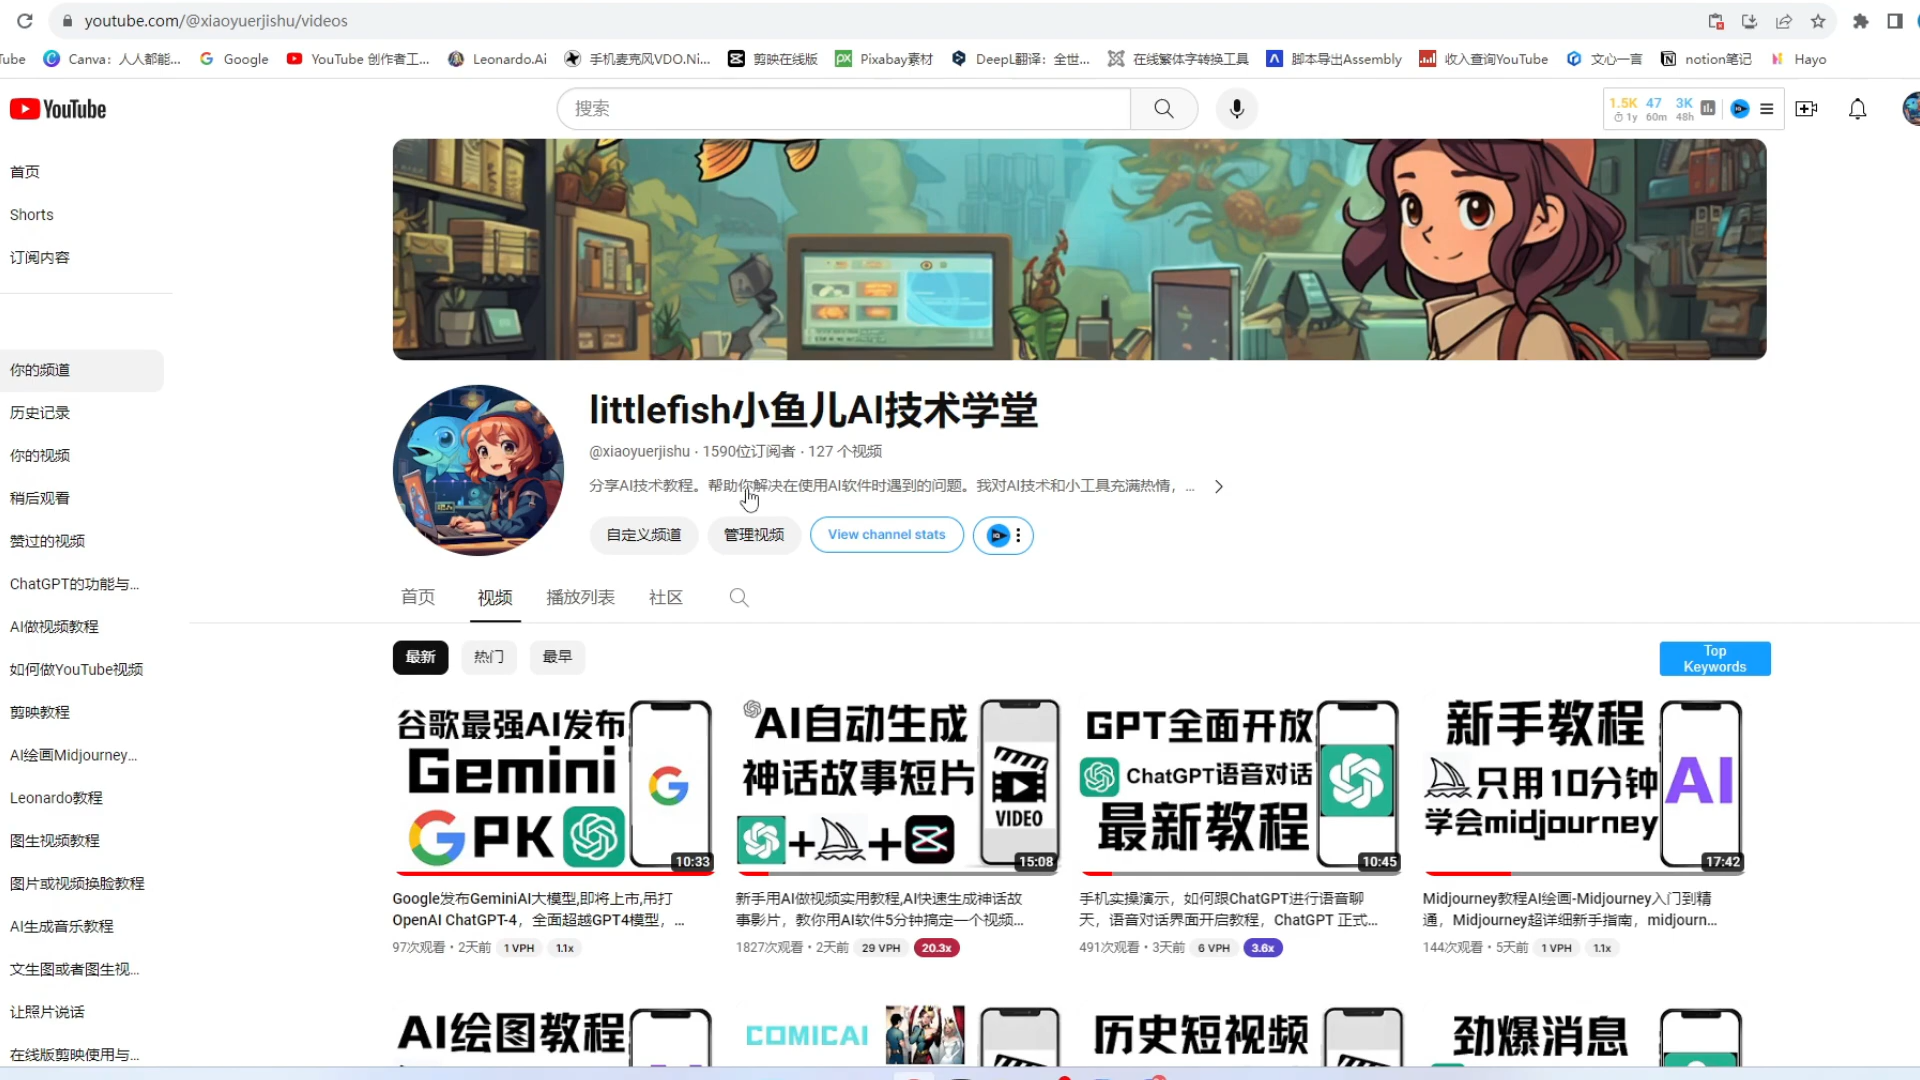 youtube.com/@xiaoyuerjishu/videos
Tube
Canva：人人都能...
Google
YouTube 创作者工...
Leonardo.Ai
手机麦克风VDO.Ni...
剪映在线版
Pixabay素材
DeepL翻译：全世...
在线繁体字转换工具
脚本导出Assembly
收入查询YouTube
文心一言
notion笔记
Hayo
YouTube
搜索
1.5K 47 3K
1y 60m 48h
首页
Shorts
订阅内容
你的频道
历史记录
你的视频
稍后观看
赞过的视频
ChatGPT的功能与...
AI做视频教程
如何做YouTube视频
剪映教程
AI绘画Midjourney...
Leonardo教程
图生视频教程
图片或视频换脸教程
AI生成音乐教程
文生图或者图生视...
让照片说话
在线版剪映使用与...
littlefish小鱼儿AI技术学堂
@xiaoyuerjishu · 1590位订阅者 · 127 个视频
分享AI技术教程。帮助你解决在使用AI软件时遇到的问题。我对AI技术和小工具充满热情，...
自定义频道
管理视频
View channel stats
首页
视频
播放列表
社区
最新
热门
最早
Top
Keywords
谷歌最强AI发布
Gemini
GPK
10:33
Google发布GeminiAI大模型,即将上市,吊打
OpenAI ChatGPT-4，全面超越GPT4模型，...
97次观看 · 2天前 1 VPH 1.1x
AI自动生成
神话故事短片
+ +
VIDEO
15:08
新手用AI做视频实用教程,AI快速生成神话故
事影片，教你用AI软件5分钟搞定一个视频...
1827次观看 · 2天前 29 VPH 20.3x
GPT全面开放
ChatGPT语音对话
最新教程
10:45
手机实操演示，如何跟ChatGPT进行语音聊
天，语音对话界面开启教程，ChatGPT 正式...
491次观看 · 3天前 6 VPH 3.6x
新手教程
只用10分钟
学会midjourney
AI
17:42
Midjourney教程AI绘画-Midjourney入门到精
通，Midjourney超详细新手指南，midjourn...
144次观看 · 5天前 1 VPH 1.1x
AI绘图教程
COMICAI
历史短视频
劲爆消息